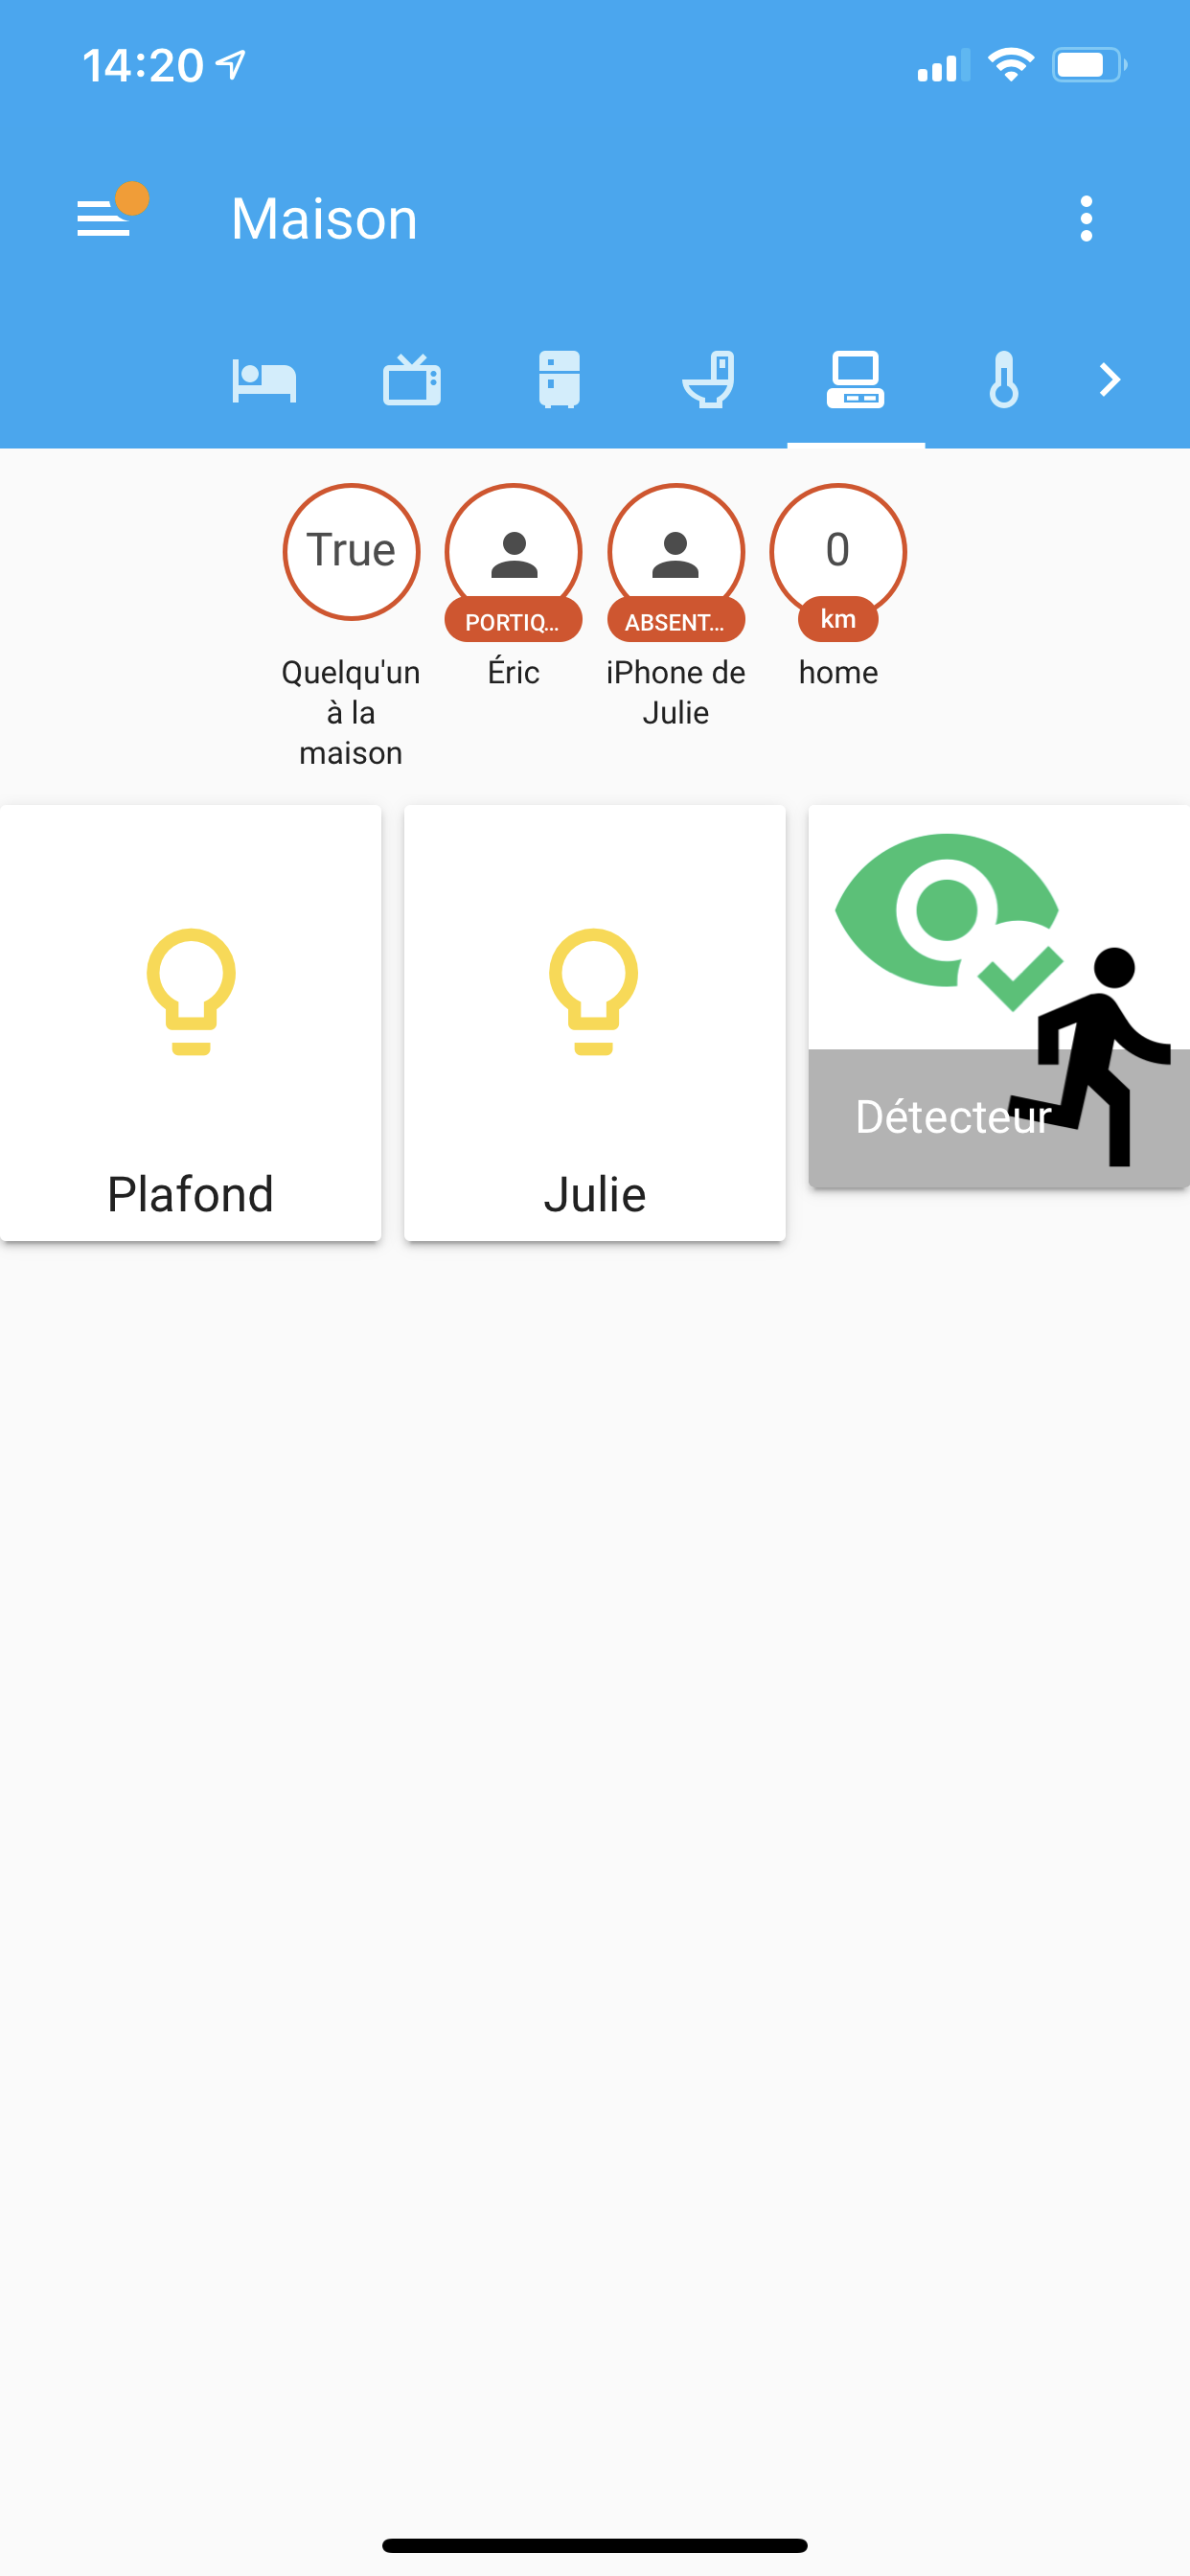 14:20
Maison
True
0
PORTIQ...
ABSENT...
km
Quelqu'un
à la
maison
Éric
iPhone de
Julie
home
Plafond
Julie
Détecteur